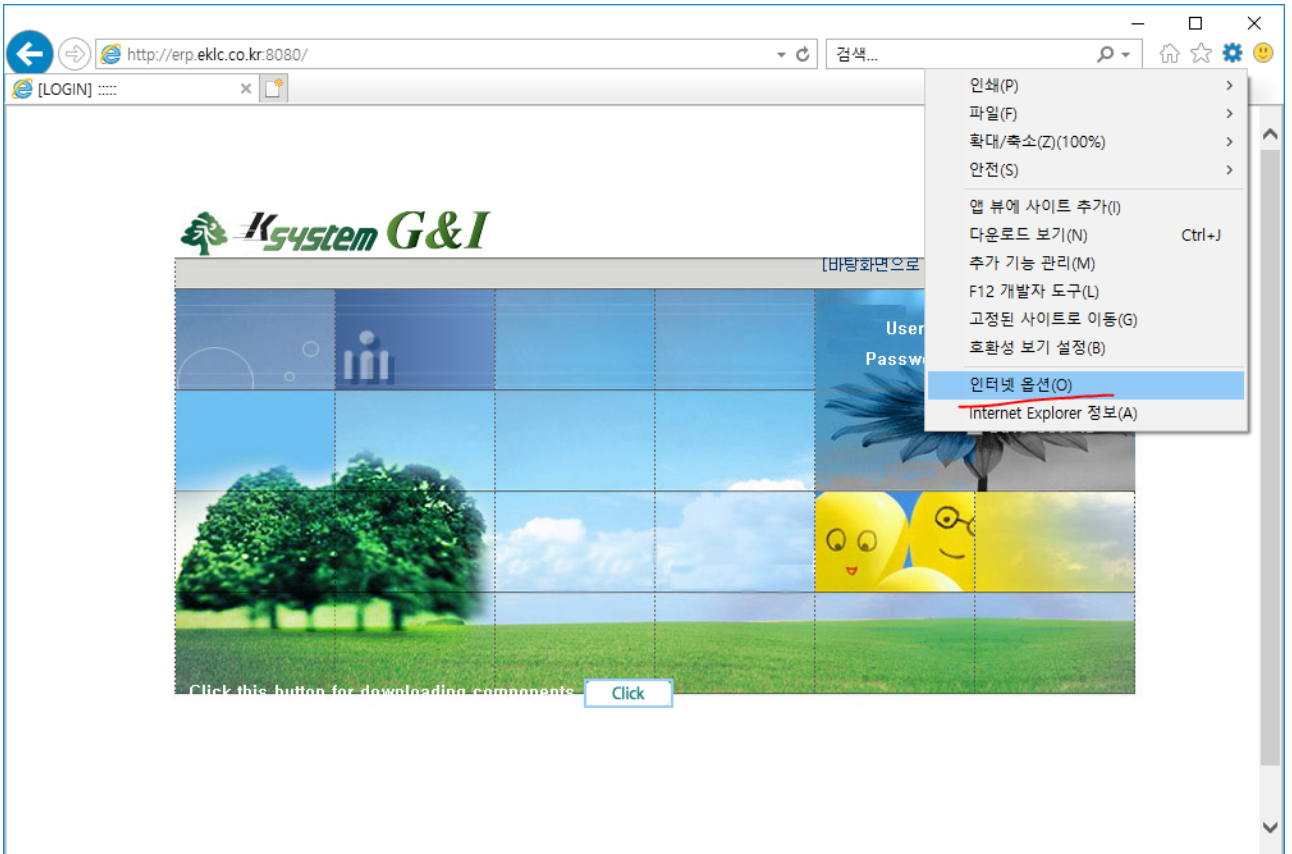 http://erp.eklc.co.kr:8080/
검색...
[LOGIN] :::::
인쇄(P)
파일(F)
확대/축소(Z)(100%)
안전(S)
앱 뷰에 사이트 추가(I)
다운로드 보기(N) Ctrl+J
추가 기능 관리(M)
F12 개발자 도구(L)
고정된 사이트로 이동(G)
호환성 보기 설정(B)
인터넷 옵션(O)
Internet Explorer 정보(A)
Ksystem G&I
[바탕화면으로
User
Passw
Click this button for downloading components
Click